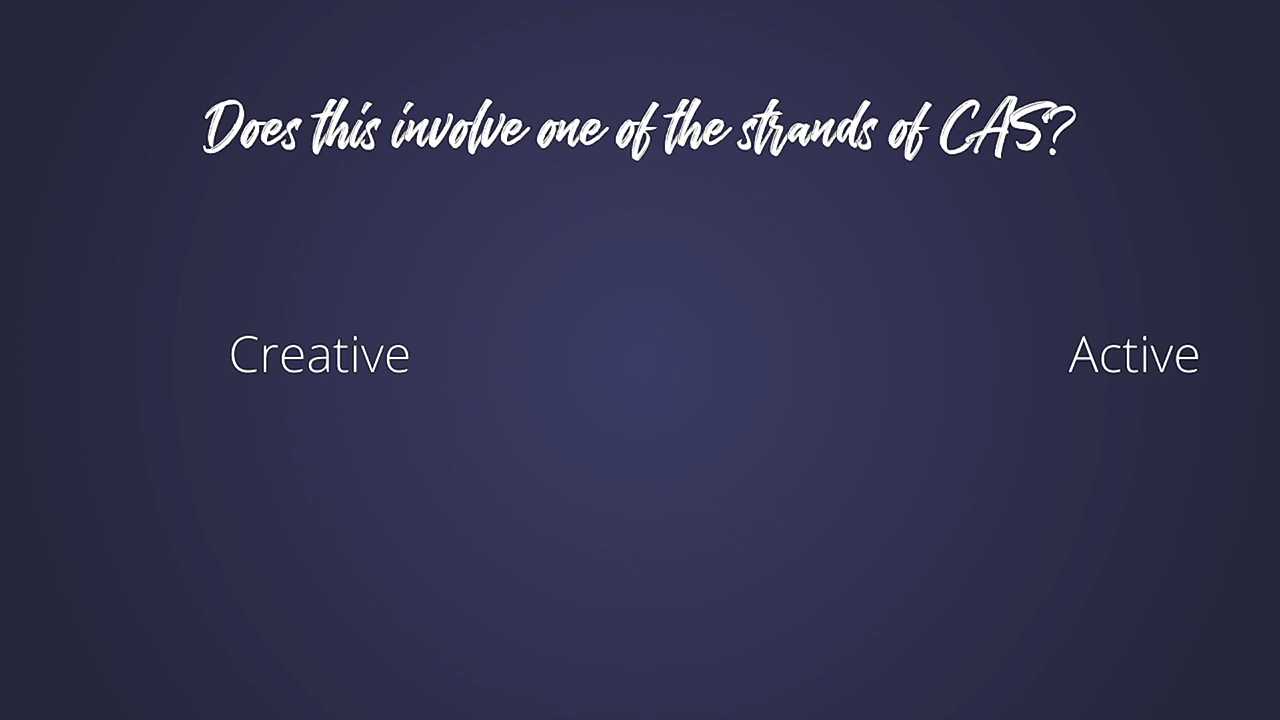 Does this involve one of the strands of CAS?
Creative Active